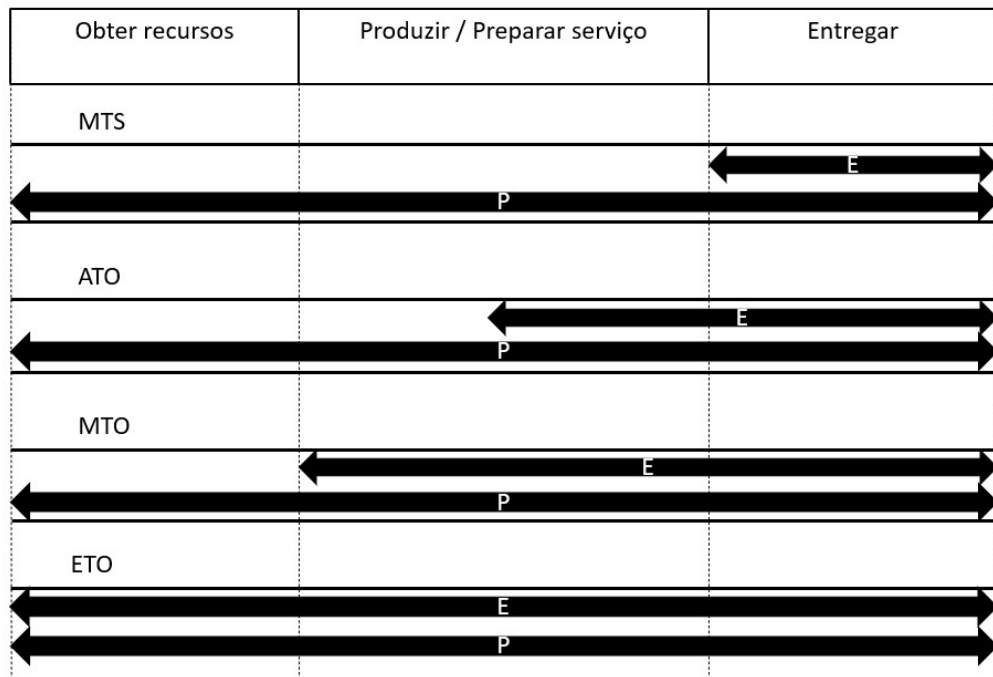 Obter recursos
Produzir / Preparar serviço
Entregar
MTS
E
P
ATO
E
P
MTO
E
P
ETO
E
P